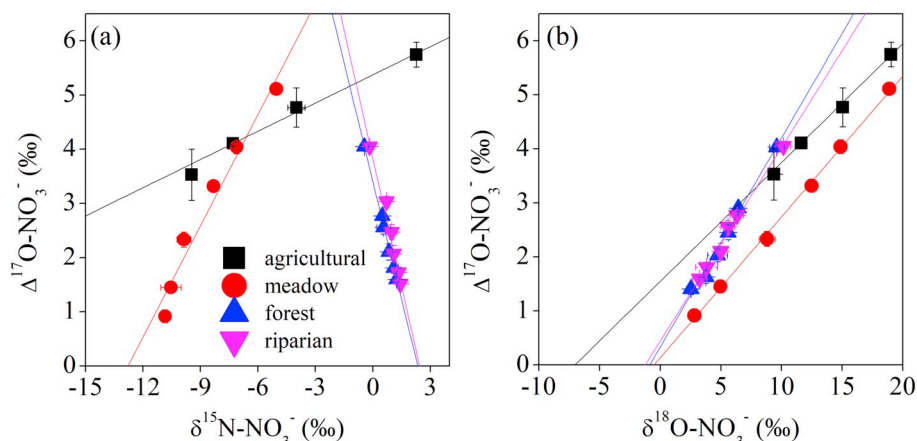 (a)
6
5
4
3
2
1
0
Δ¹⁷O-NO₃⁻ (‰)
agricultural
meadow
forest
riparian
-15 -12 -9 -6 -3 0 3
δ¹⁵N-NO₃⁻ (‰)
(b)
6
5
4
3
2
1
0
Δ¹⁷O-NO₃⁻ (‰)
-10 -5 0 5 10 15 20
δ¹⁸O-NO₃⁻ (‰)